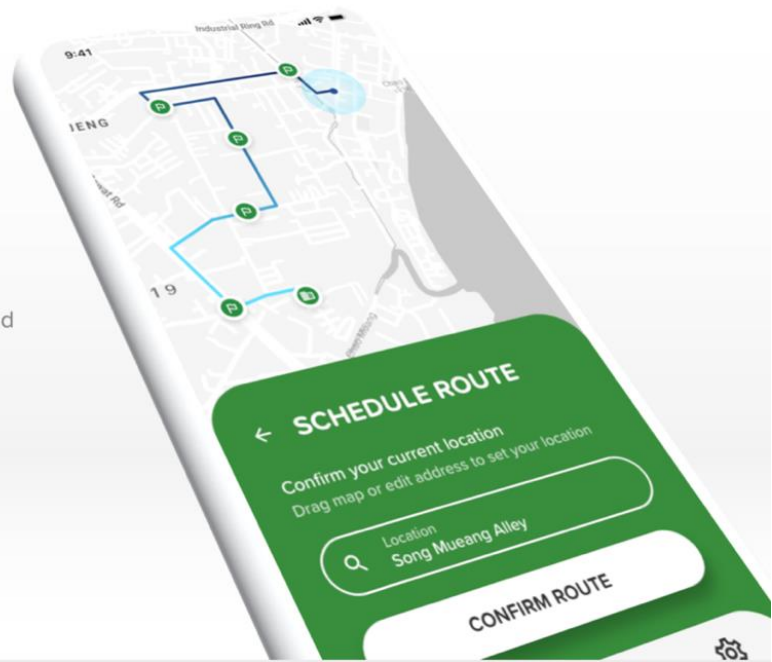 Industrial Ring Rd
9:41
JENG
19
d
SCHEDULE ROUTE
Confirm your current location
Drag map or edit address to set your location
Location
Song Mueang Alley
CONFIRM ROUTE